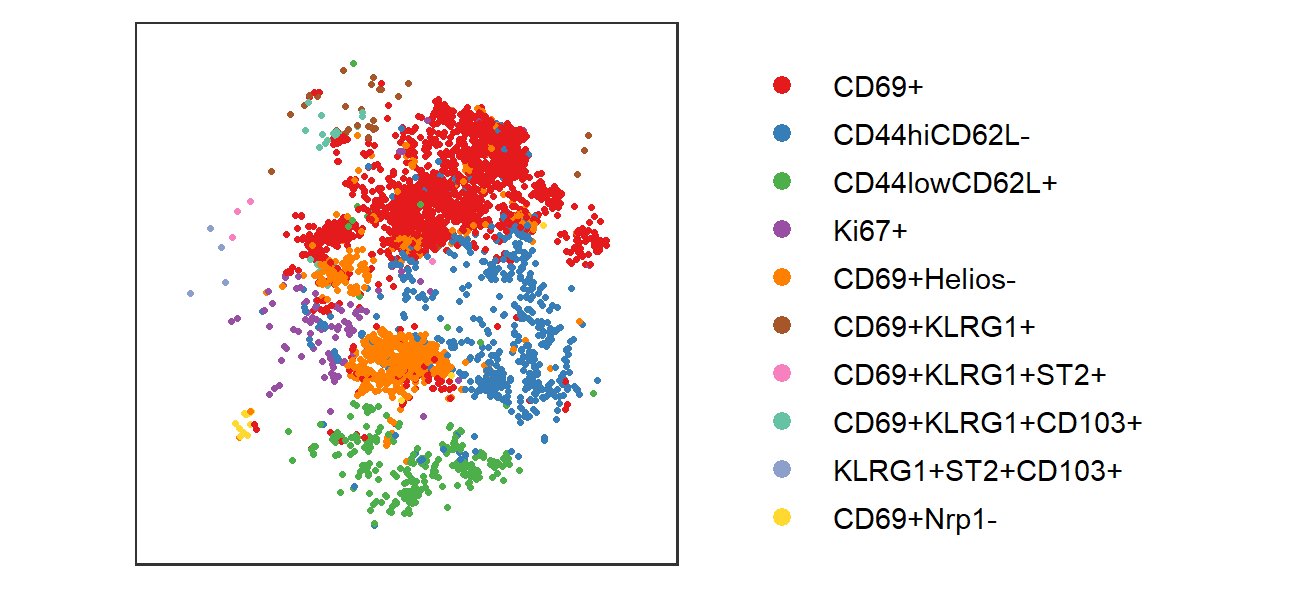 CD69+
CD44hiCD62L-
CD44lowCD62L+
Ki67+
CD69+Helios-
CD69+KLRG1+
CD69+KLRG1+ST2+
CD69+KLRG1+CD103+
KLRG1+ST2+CD103+
CD69+Nrp1-